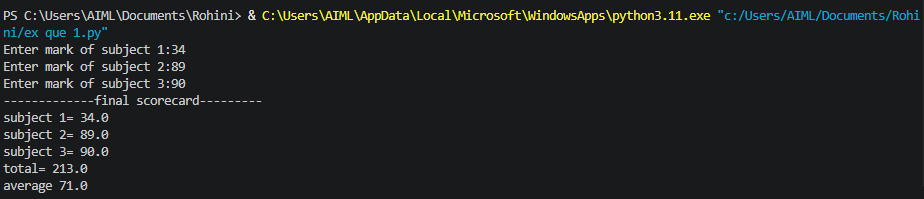 PS C:\Users\AIML\Documents\Rohini> & C:\Users\AIML\AppData\Local\Microsoft\WindowsApps\python3.11.exe "c:/Users/AIML/Documents/Rohi
ni/ex que 1.py"
Enter mark of subject 1:34
Enter mark of subject 2:89
Enter mark of subject 3:90
-------------final scorecard---------
subject 1= 34.0
subject 2= 89.0
subject 3= 90.0
total= 213.0
average 71.0